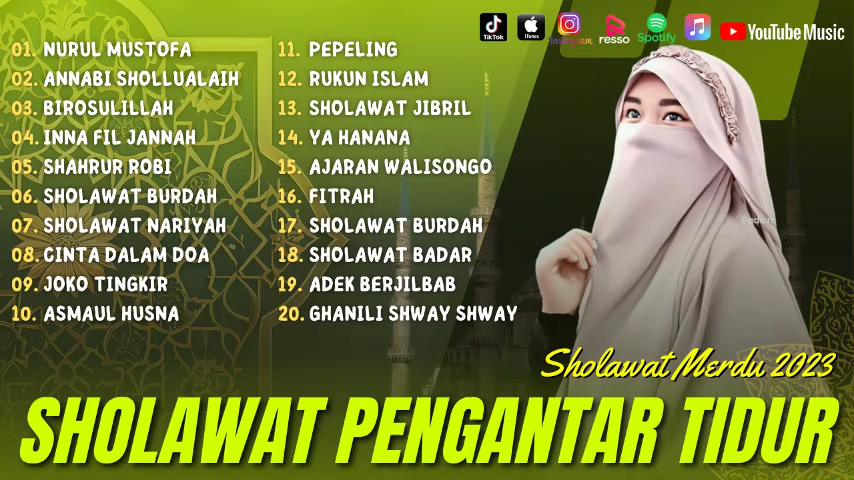 TikTok
iTunes
Instagram
resso
Spotify
YouTube Music
01. NURUL MUSTOFA
02. ANNABI SHOLLUALAIH
03. BIROSULILLAH
04. INNA FIL JANNAH
05. SHAHRUR ROBI
06. SHOLAWAT BURDAH
07. SHOLAWAT NARIYAH
08. CINTA DALAM DOA
09. JOKO TINGKIR
10. ASMAUL HUSNA
11. PEPELING
12. RUKUN ISLAM
13. SHOLAWAT JIBRIL
14. YA HANANA
15. AJARAN WALISONGO
16. FITRAH
17. SHOLAWAT BURDAH
18. SHOLAWAT BADAR
19. ADEK BERJILBAB
20. GHANILI SHWAY SHWAY
Sholawat Merdu 2023
SHOLAWAT PENGANTAR TIDUR